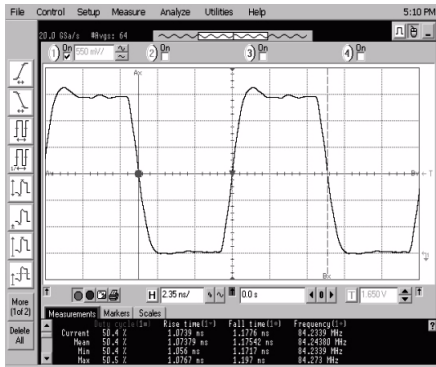 File Control Setup Measure Analyze Utilities Help 5:10 PM
20.0 GSa/s #Avgs: 64
1 On 550 mV/ 2 On 3 On 4 On
Ax
T
Bx
More
(1of 2)
Delete
All
H 2.35 ns/ 0.0 s T 1.650 V
Measurements Markers Scales
Duty cycle(1=) Rise time(1-) Fall time(1=) Frequency(1-)
Current 50.4 % 1.0739 ns 1.1776 ns 84.2339 MHz
Mean 50.4 % 1.07379 ns 1.17542 ns 84.24380 MHz
Min 50.4 % 1.056 ns 1.1717 ns 84.2339 MHz
Max 50.5 % 1.0767 ns 1.197 ns 84.273 MHz